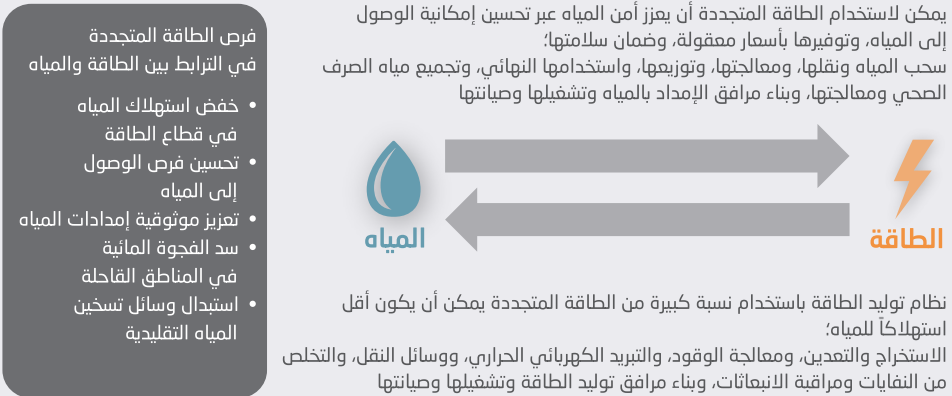 يمكن لاستخدام الطاقة المتجددة أن يعزز أمن المياه عبر تحسين إمكانية الوصول
إلى المياه، وتوفيرها بأسعار معقولة، وضمان سلامتها؛
سحب المياه ونقلها، ومعالجتها، وتوزيعها، واستخدامها النهائي، وتجميع مياه الصرف
الصحي ومعالجتها، وبناء مرافق الإمداد بالمياه وتشغيلها وصيانتها
الطاقة
المياه
نظام توليد الطاقة باستخدام نسبة كبيرة من الطاقة المتجددة يمكن أن يكون أقل
استهلاكاً للمياه؛
الاستخراج والتعدين، ومعالجة الوقود، والتبريد الكهربائي الحراري، ووسائل النقل، والتخلص
من النفايات ومراقبة الانبعاثات، وبناء مرافق توليد الطاقة وتشغيلها وصيانتها
فرص الطاقة المتجددة
في الترابط بين الطاقة والمياه
• خفض استهلاك المياه
في قطاع الطاقة
• تحسين فرص الوصول
إلى المياه
• تعزيز موثوقية إمدادات المياه
• سد الفجوة المائية
في المناطق القاحلة
• استبدال وسائل تسخين
المياه التقليدية